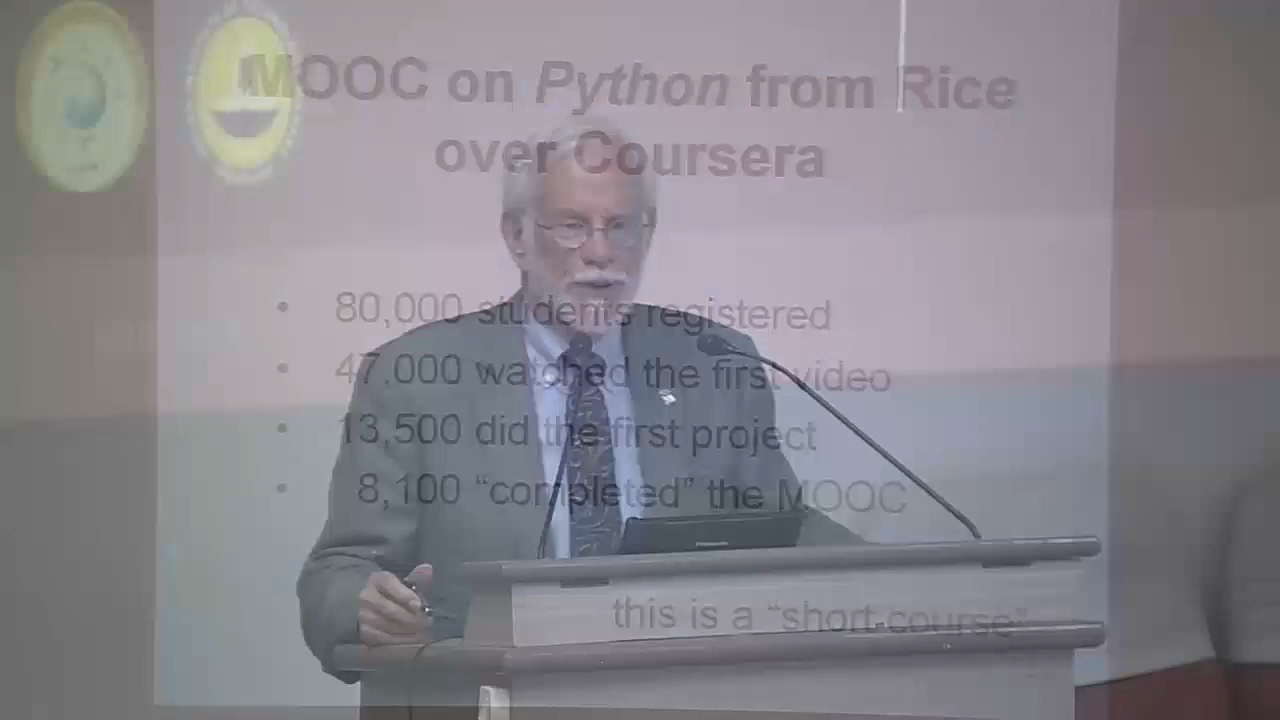 MOOC on Python from Rice
over Coursera
• 80,000 students registered
• 47,000 watched the first video
• 13,500 did the first project
• 8,100 “completed” the MOOC
this is a “short-course”